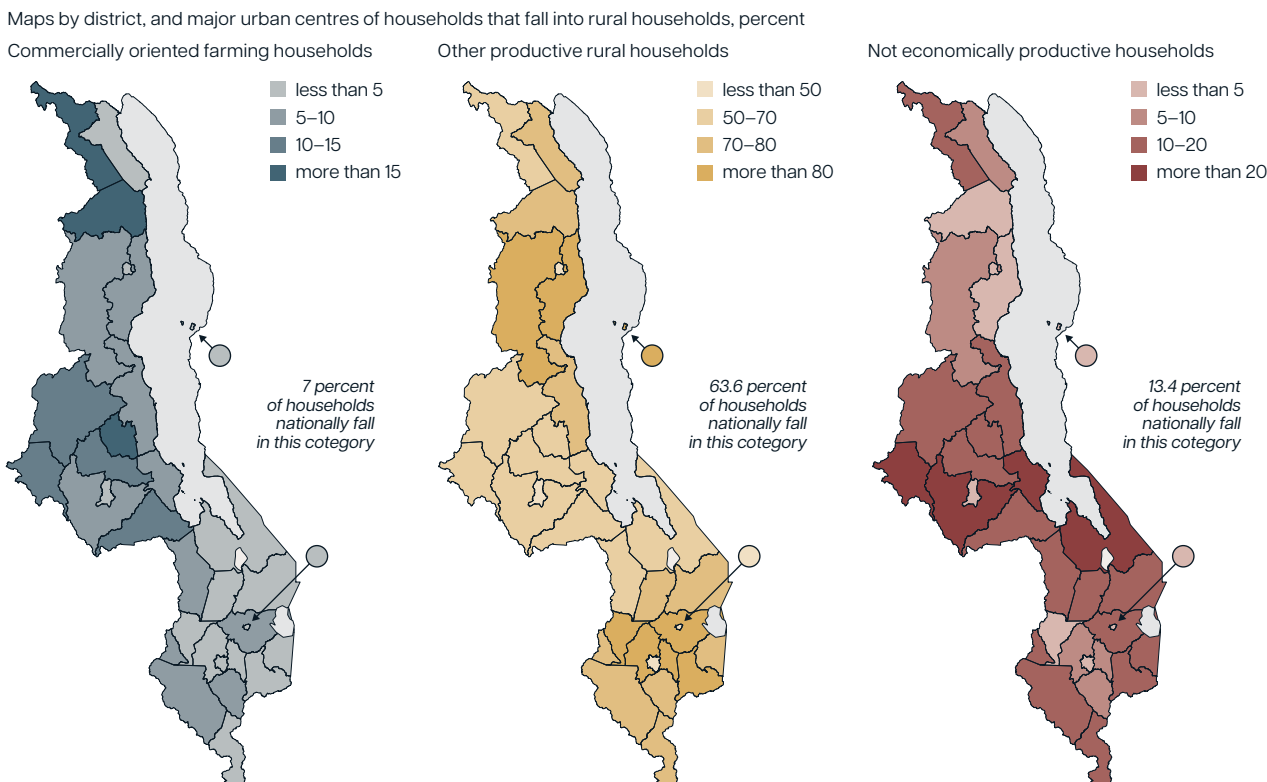 Maps by district, and major urban centres of households that fall into rural households, percent
Commercially oriented farming households
less than 5
5–10
10–15
more than 15
7 percent
of households
nationally fall
in this cotegory
Other productive rural households
less than 50
50–70
70–80
more than 80
63.6 percent
of households
nationally fall
in this cotegory
Not economically productive households
less than 5
5–10
10–20
more than 20
13.4 percent
of households
nationally fall
in this cotegory